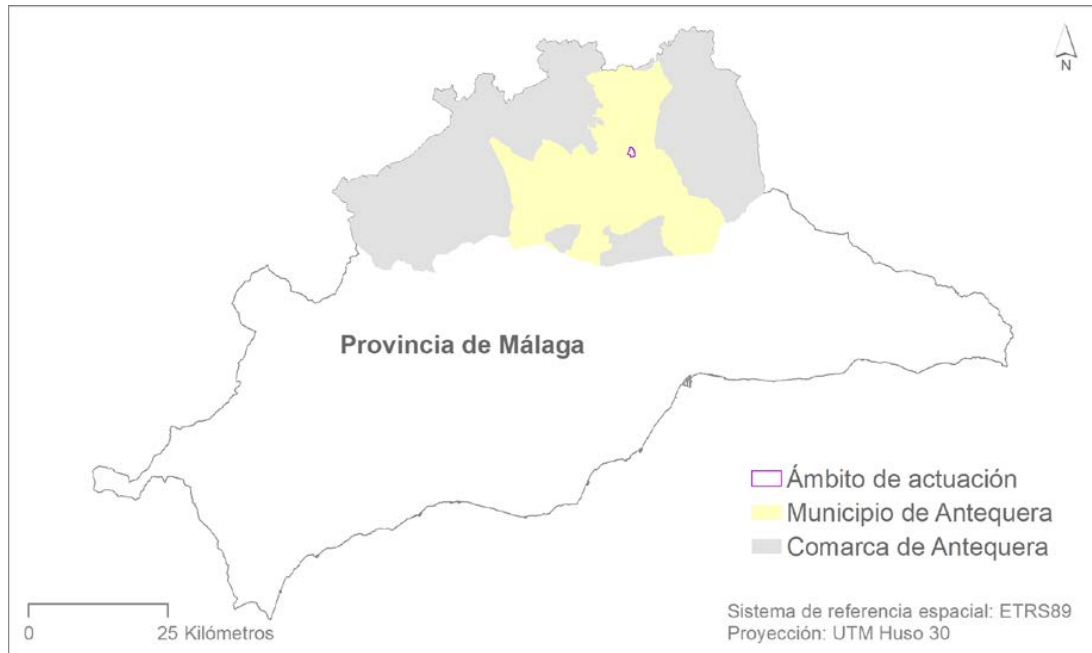 N
Provincia de Málaga
Ámbito de actuación
Municipio de Antequera
Comarca de Antequera
0 25 Kilómetros
Sistema de referencia espacial: ETRS89
Proyección: UTM Huso 30